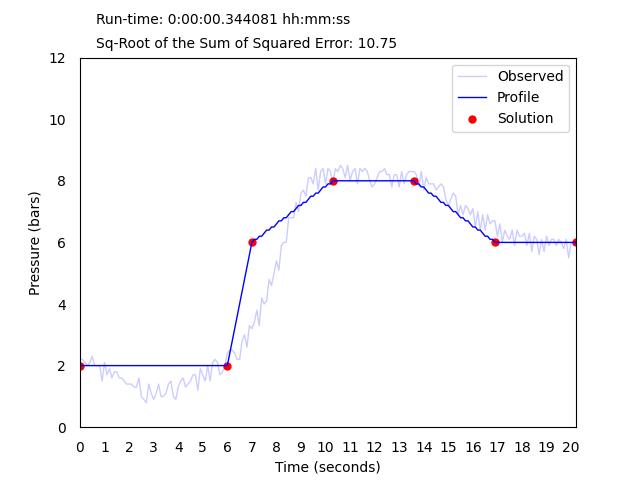 Run-time: 0:00:00.344081 hh:mm:ss
Sq-Root of the Sum of Squared Error: 10.75
12
10
8
6
4
2
0
Pressure (bars)
Observed
Profile
Solution
0 1 2 3 4 5 6 7 8 9 10 11 12 13 14 15 16 17 18 19 20
Time (seconds)